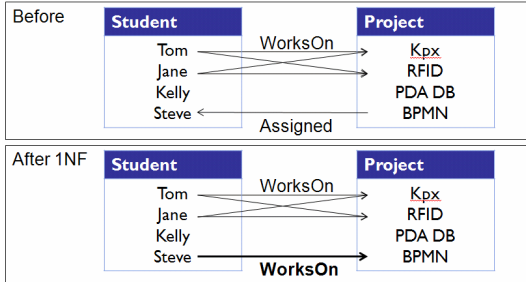 Before
Student
Project
Tom
WorksOn
Kpx
Jane
RFID
Kelly
PDA DB
Steve
BPMN
Assigned
After 1NF
Student
Project
Tom
WorksOn
Kpx
Jane
RFID
Kelly
PDA DB
Steve
BPMN
WorksOn